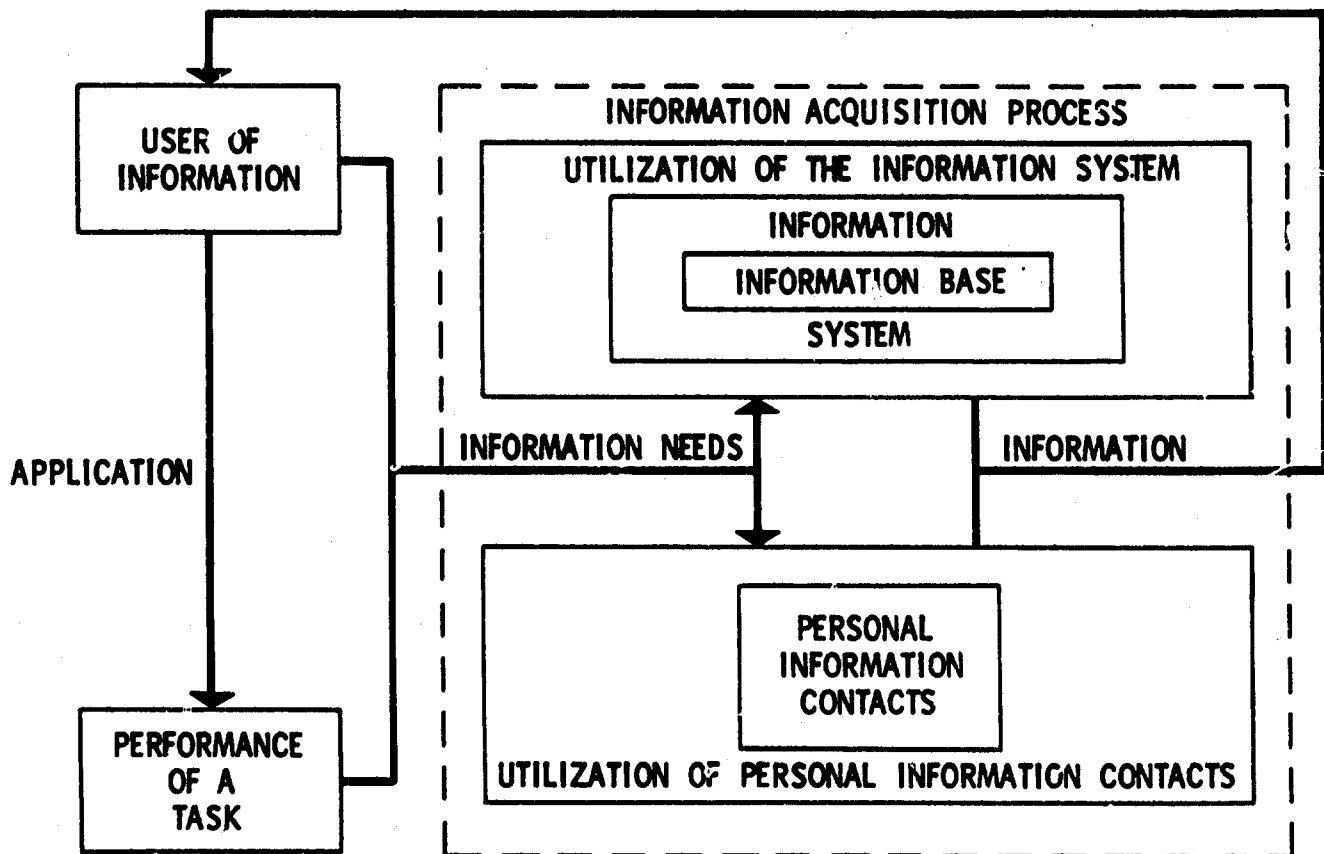 USER OF
INFORMATION
INFORMATION ACQUISITION PROCESS
UTILIZATION OF THE INFORMATION SYSTEM
INFORMATION
INFORMATION BASE
SYSTEM
APPLICATION
INFORMATION NEEDS
INFORMATION
PERSONAL
INFORMATION
CONTACTS
UTILIZATION OF PERSONAL INFORMATION CONTACTS
PERFORMANCE
OF A
TASK